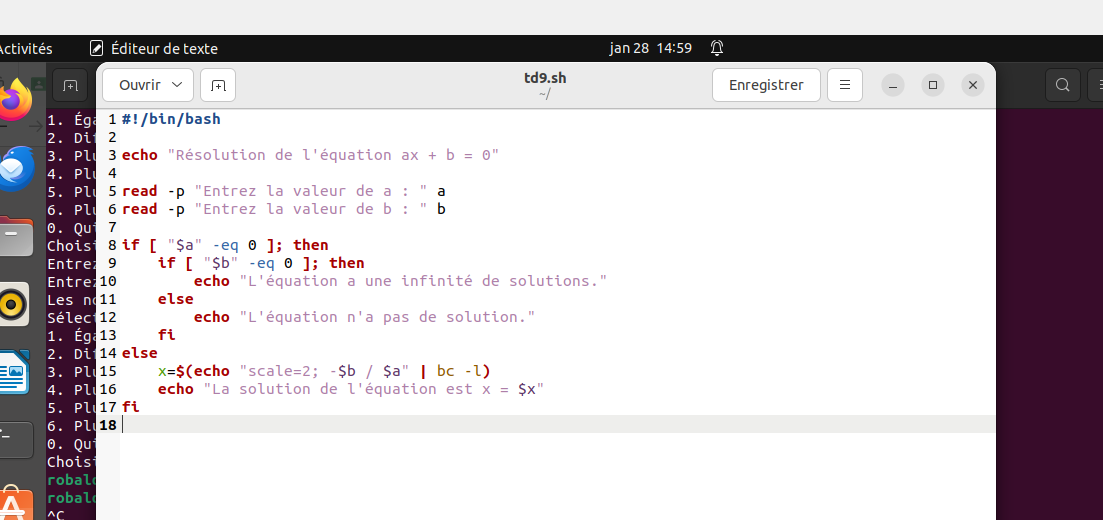 Activités
Éditeur de texte
jan 28 14:59
Ouvrir
td9.sh
~/
Enregistrer
1. Éga
2. Dif
3. Plu
4. Plu
5. Plu
6. Plu
0. Qui
Choisi
Entrez
Entrez
Les no
Sélect
1. Éga
2. Dif
3. Plu
4. Plu
5. Plu
6. Plu
0. Qui
Choisi
robalo
robalo
^C
1 #!/bin/bash
2
3 echo "Résolution de l'équation ax + b = 0"
4
5 read -p "Entrez la valeur de a : " a
6 read -p "Entrez la valeur de b : " b
7
8 if [ "$a" -eq 0 ]; then
9     if [ "$b" -eq 0 ]; then
10         echo "L'équation a une infinité de solutions."
11     else
12         echo "L'équation n'a pas de solution."
13     fi
14 else
15     x=$(echo "scale=2; -$b / $a" | bc -l)
16     echo "La solution de l'équation est x = $x"
17 fi
18